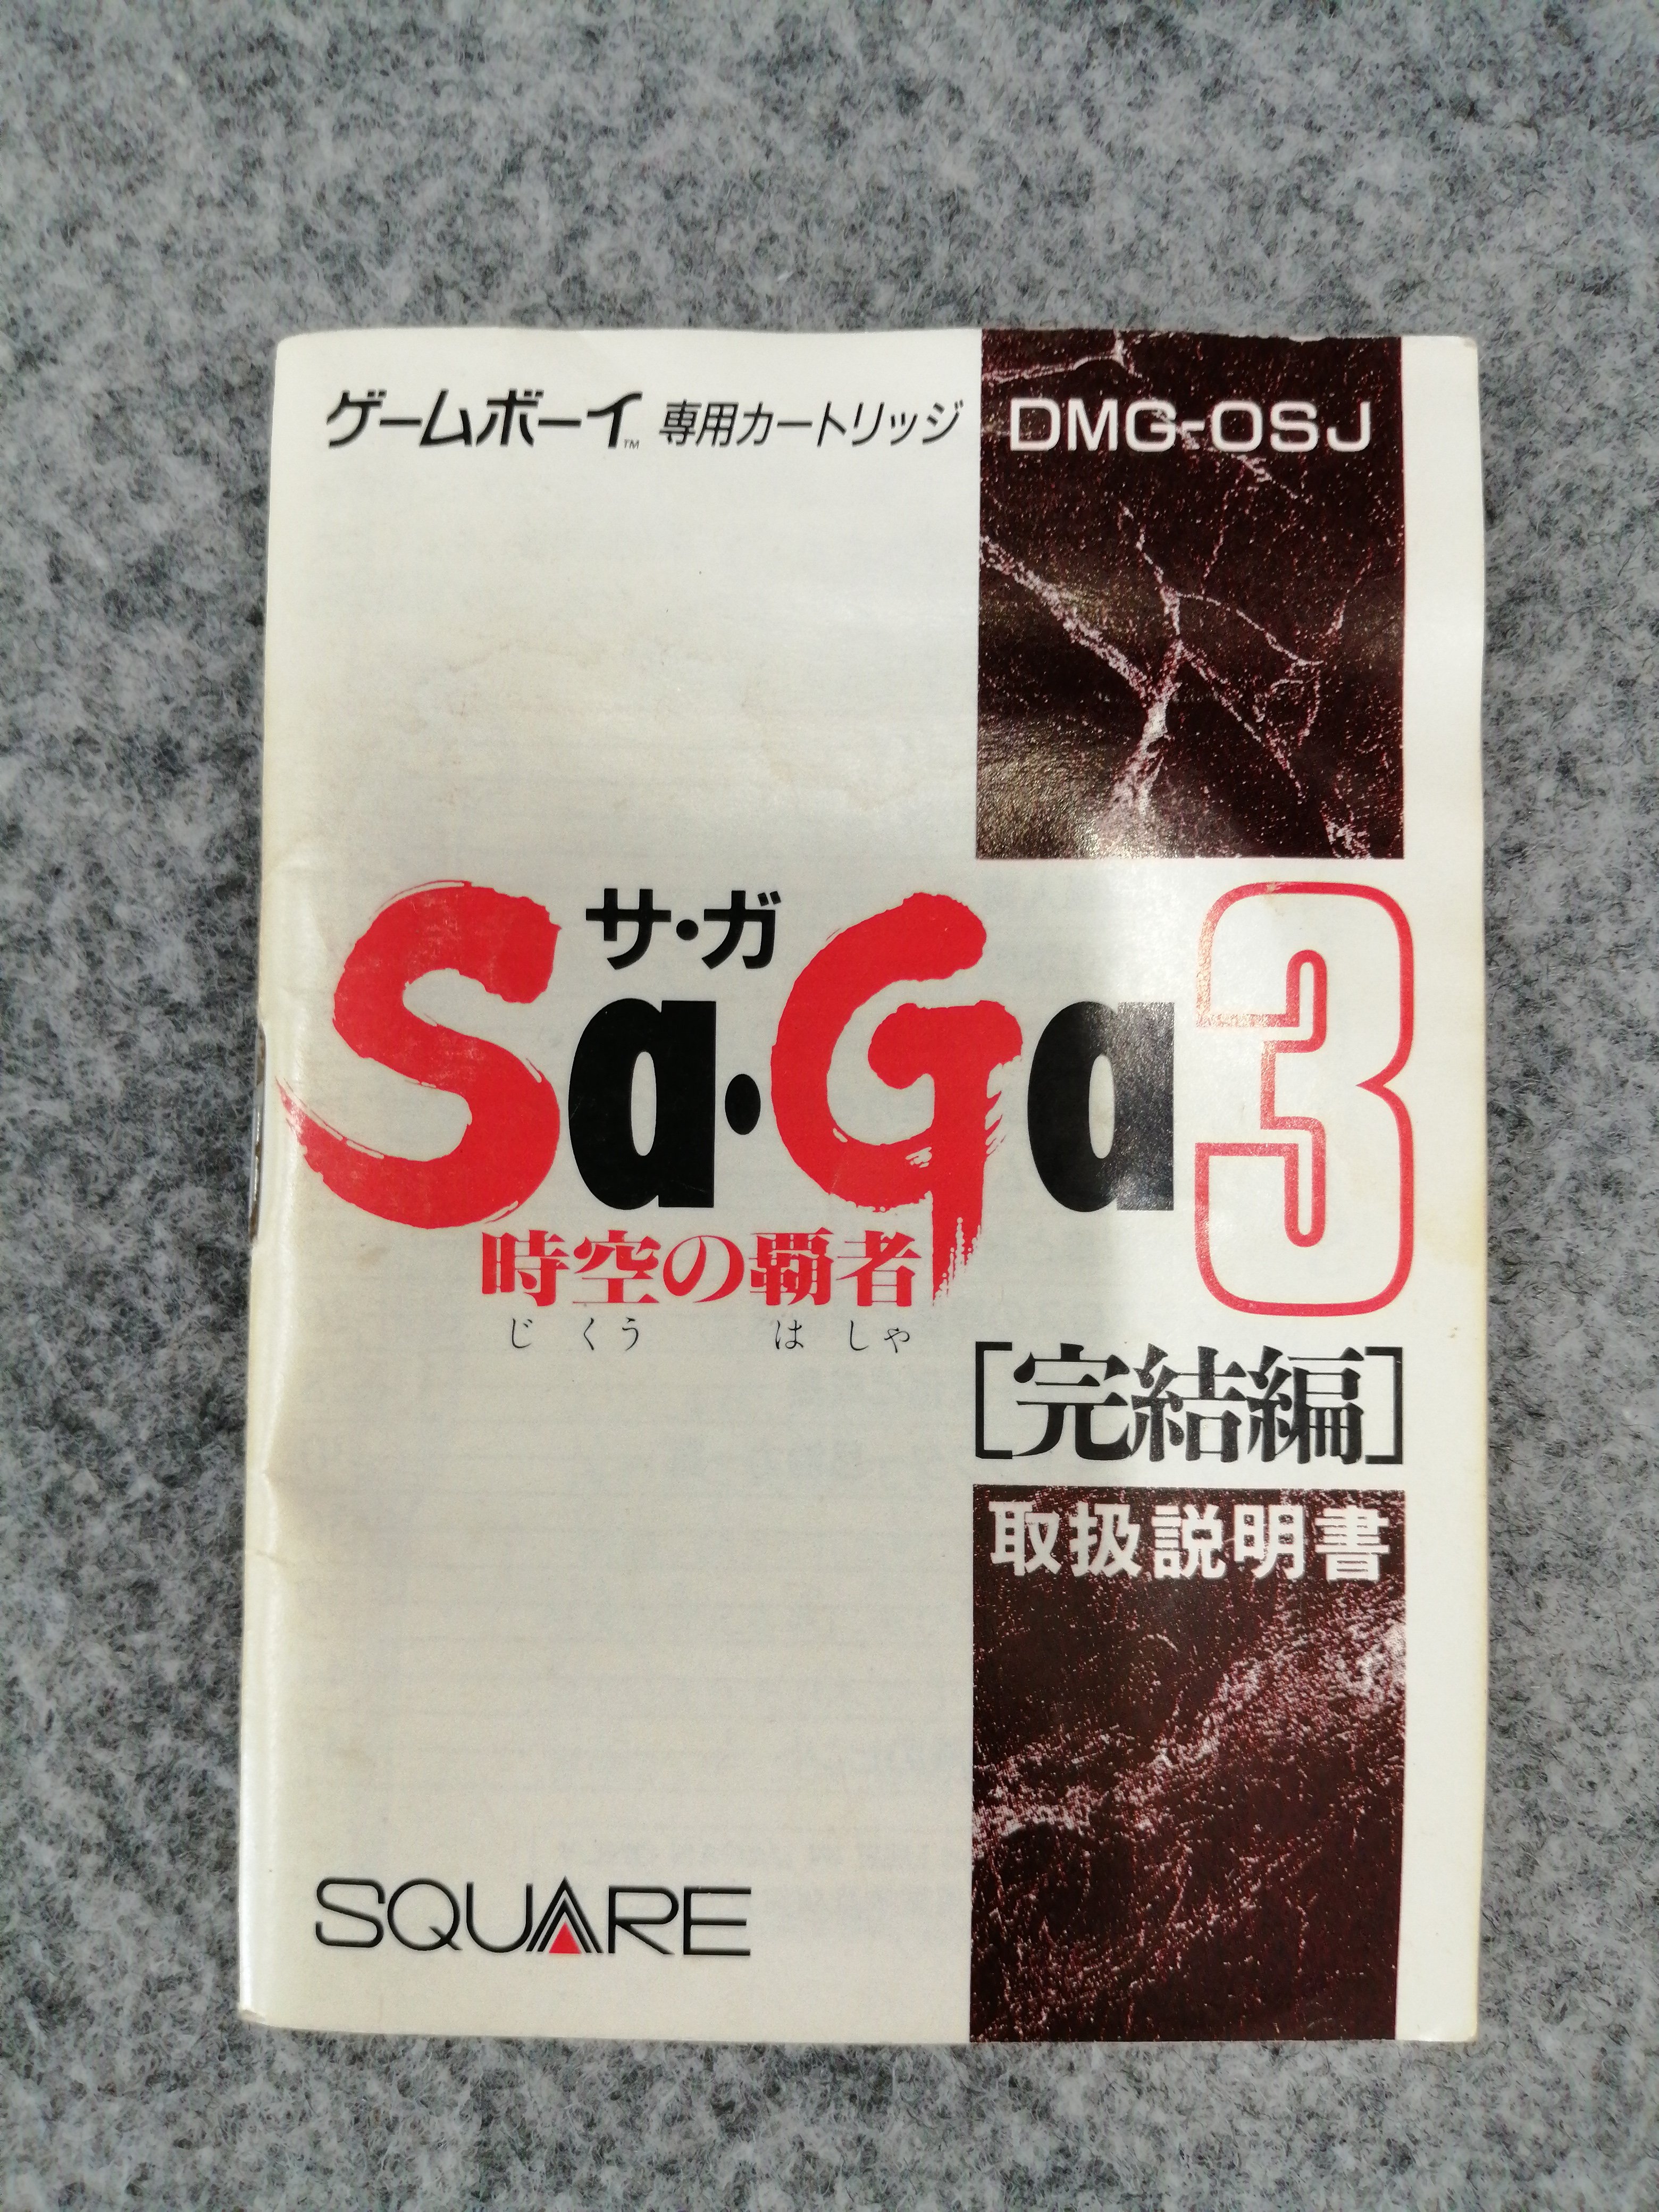 ゲームボーイ™ 専用カートリッジ DMG-OSJ
サ・ガ
Sa・Ga3
時空の覇者
じくう はしゃ
[完結編]
取扱説明書
SQUARE